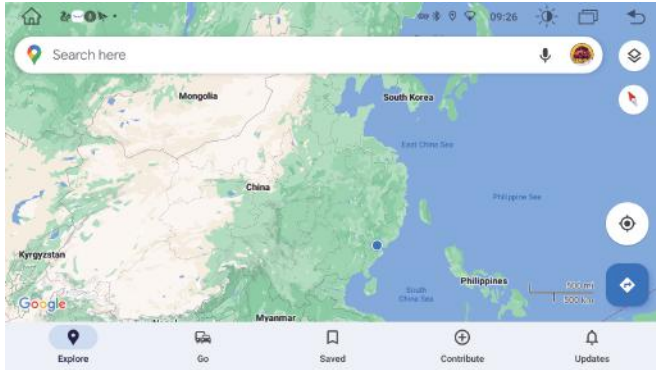 09:26
Search here
Mongolia
South Korea
East China Sea
China
Philippine Sea
Kyrgyzstan
Philippines
South
China Sea
500 mi
500 km
Google
Myanmar
Explore
Go
Saved
Contribute
Updates